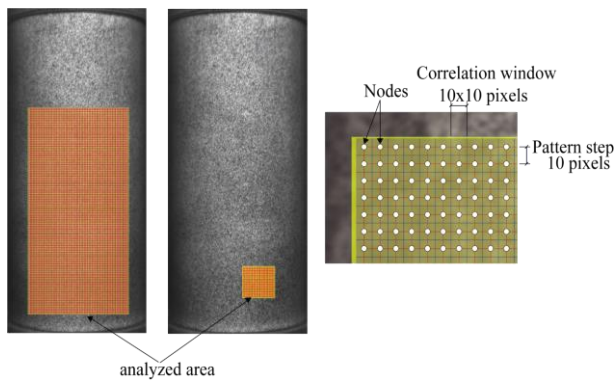 Correlation window
10x10 pixels
Nodes
Pattern step
10 pixels
analyzed area